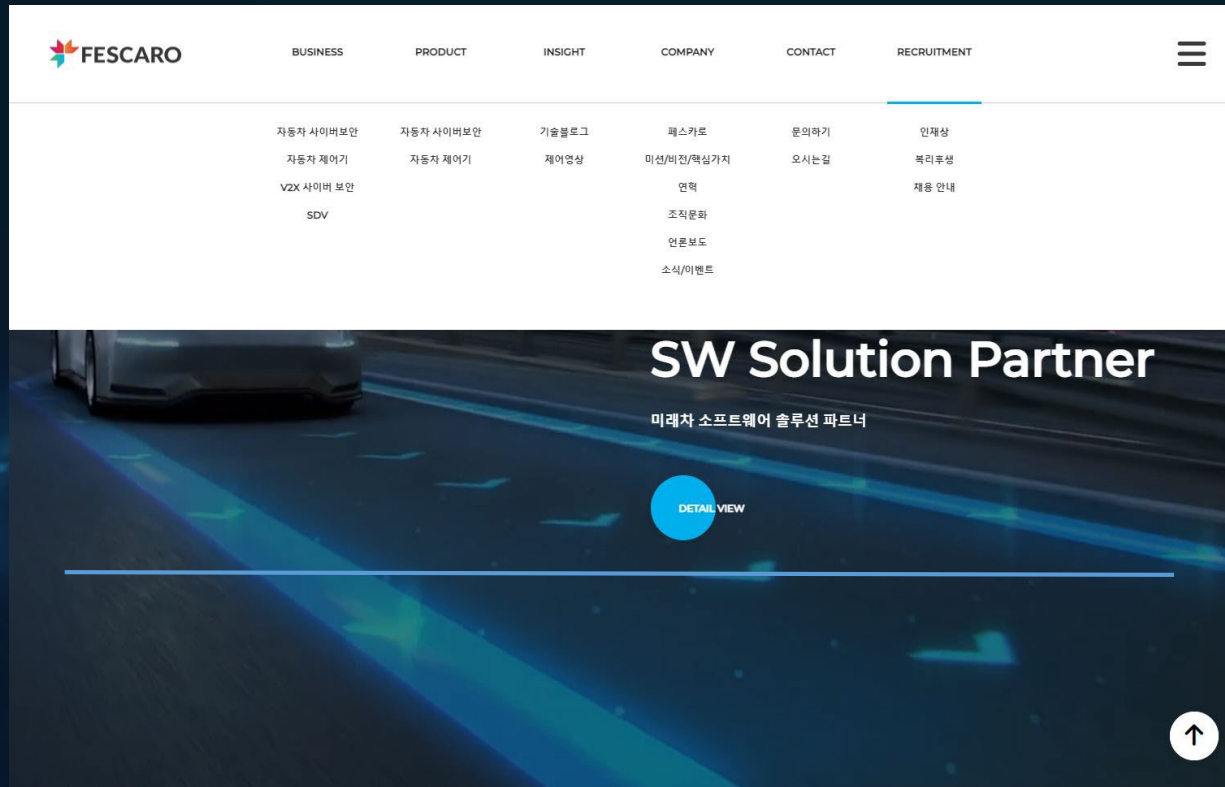 FESCARO
BUSINESS PRODUCT INSIGHT COMPANY CONTACT RECRUITMENT
자동차 사이버보안 자동차 사이버보안 기술블로그 페스카로 문의하기 인재상
자동차 제어기 자동차 제어기 제어영상 미션/비전/핵심가치 오시는길 복리후생
V2X 사이버 보안 연혁 채용 안내
SDV 조직문화
언론보도
소식/이벤트
SW Solution Partner
미래차 소프트웨어 솔루션 파트너
DETAIL VIEW